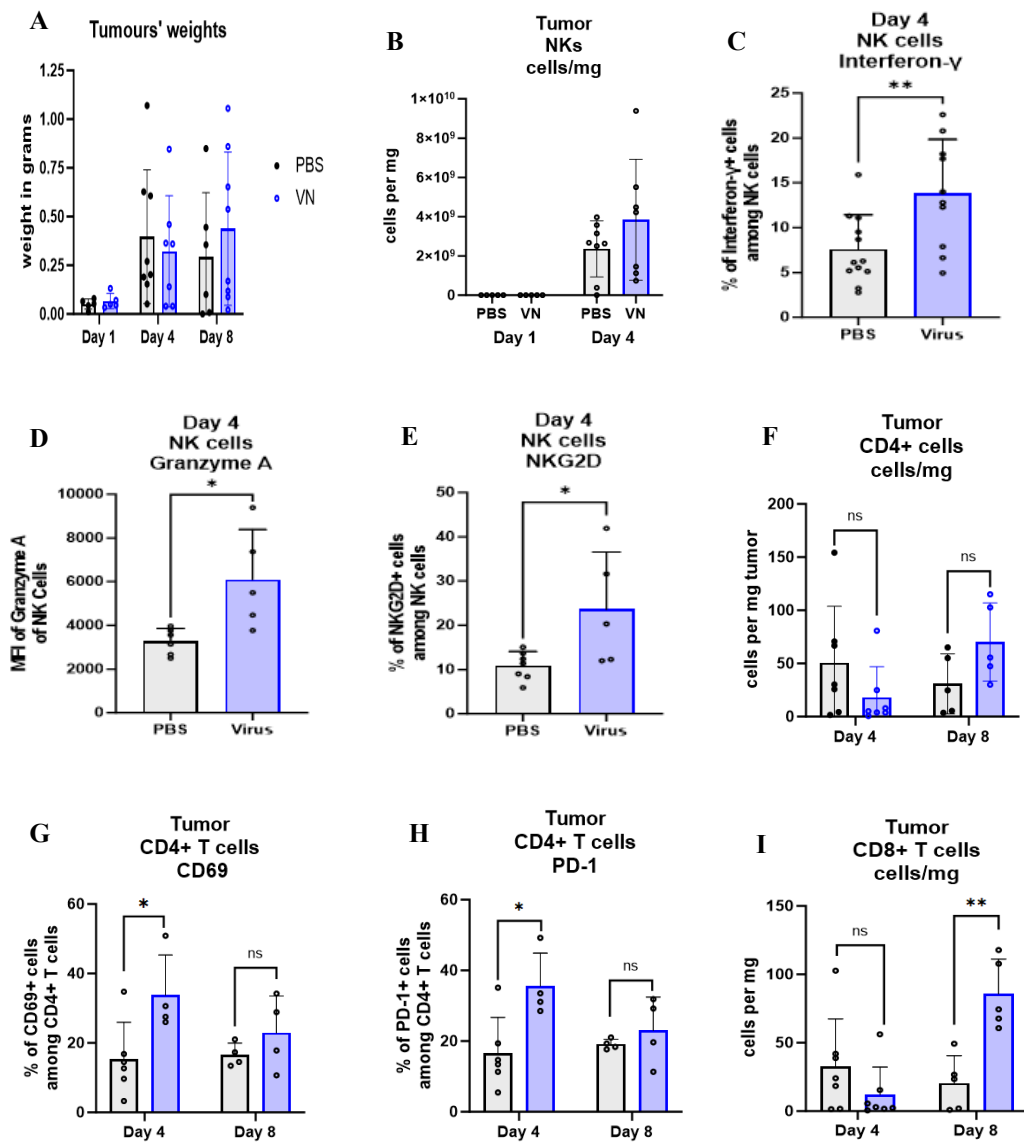 A
Tumours' weights
weight in grams
1.25
1.00
0.75
0.50
0.25
0.00
Day 1
Day 4
Day 8
PBS
VN
B
Tumor
NKs
cells/mg
cells per mg
1×10¹⁰
8×10⁹
6×10⁹
4×10⁹
2×10⁹
0
PBS VN PBS VN
Day 1 Day 4
C
Day 4
NK cells
Interferon-γ
**
% of Interferon-γ+ cells
among NK cells
25
20
15
10
5
0
PBS Virus
D
Day 4
NK cells
Granzyme A
*
MFI of Granzyme A
of NK Cells
10000
8000
6000
4000
2000
0
PBS Virus
E
Day 4
NK cells
NKG2D
*
% of NKG2D+ cells
among NK cells
50
40
30
20
10
0
PBS Virus
F
Tumor
CD4+ cells
cells/mg
cells per mg tumor
200
150
100
50
0
ns
ns
Day 4 Day 8
G
Tumor
CD4+ T cells
CD69
% of CD69+ cells
among CD4+ T cells
60
40
20
0
*
ns
Day 4 Day 8
H
Tumor
CD4+ T cells
PD-1
% of PD-1+ cells
among CD4+ T cells
60
40
20
0
*
ns
Day 4 Day 8
I
Tumor
CD8+ T cells
cells/mg
cells per mg
150
100
50
0
ns
**
Day 4 Day 8